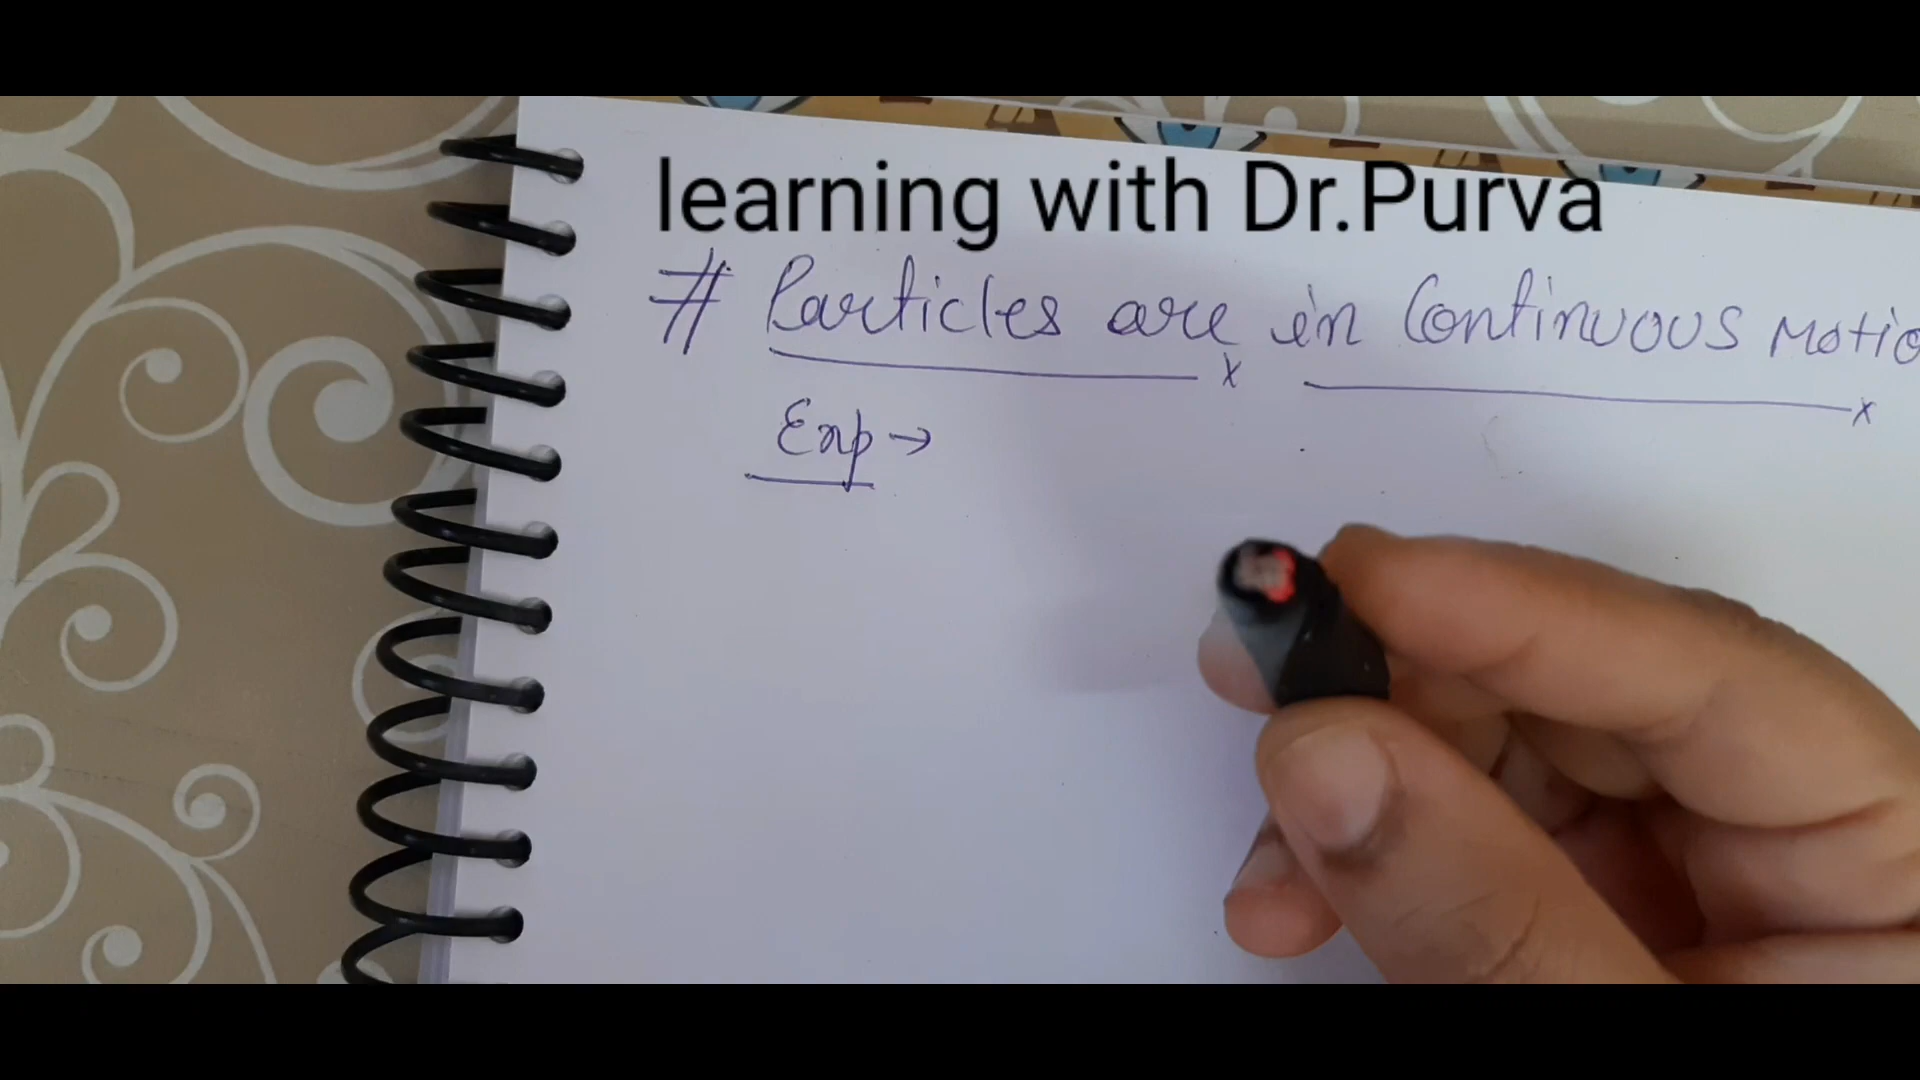 learning with Dr.Purva
# Particles are in Continuous Motio
Exp →